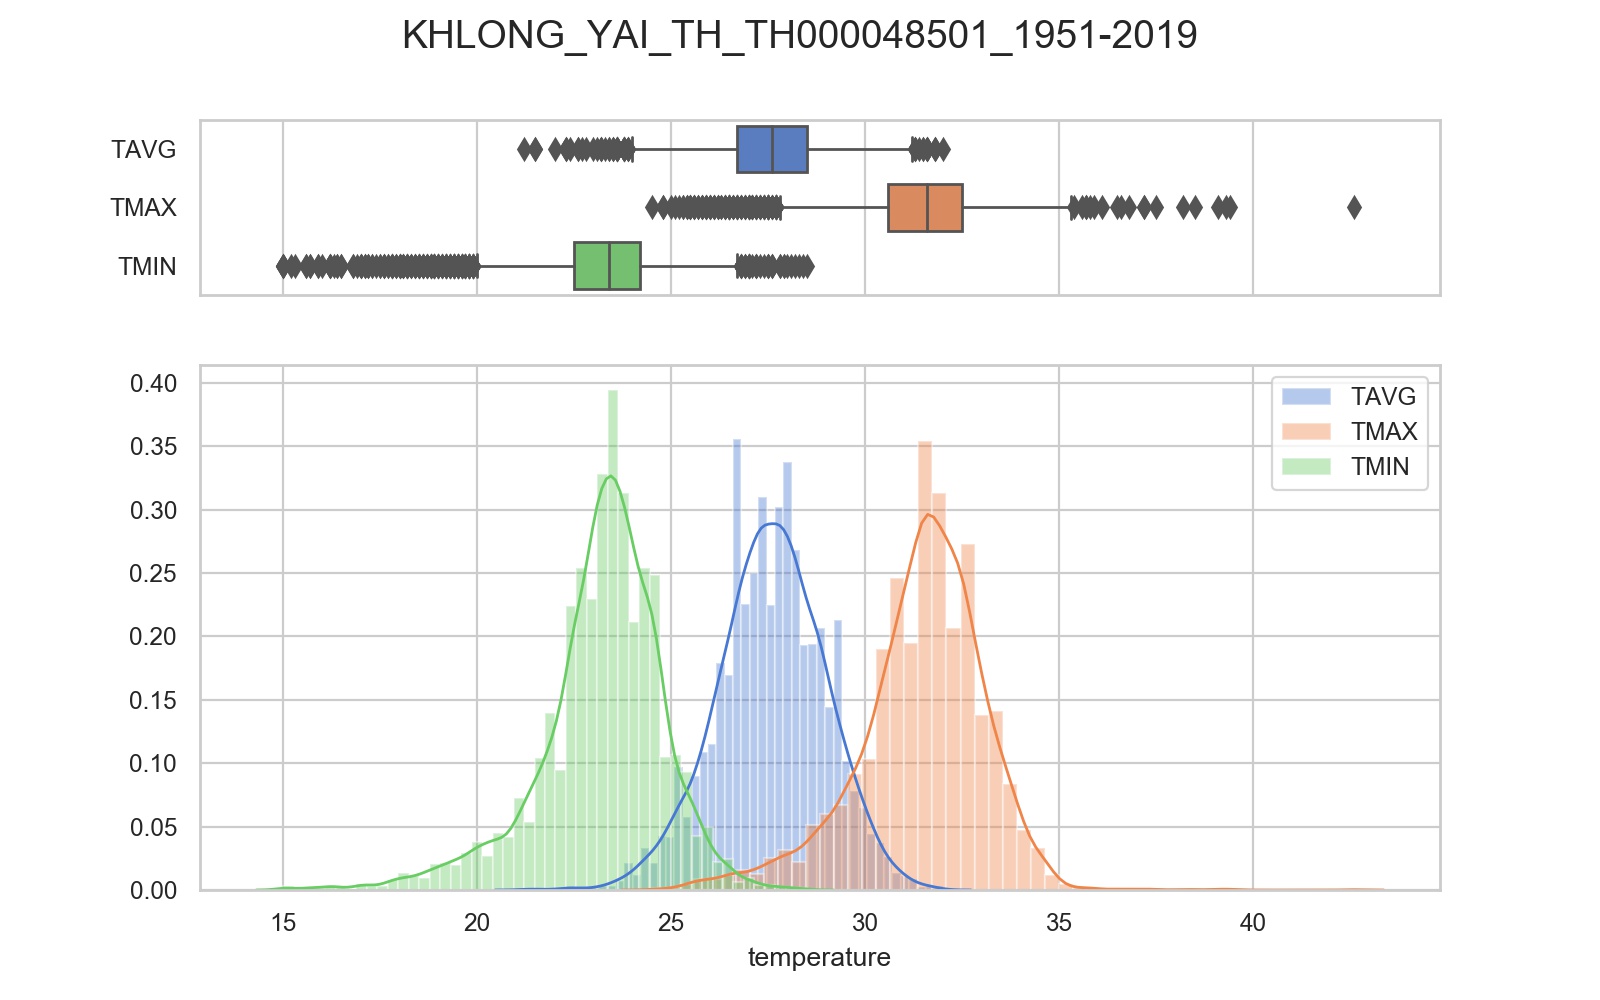 KHLONG_YAI_TH_TH000048501_1951-2019
TAVG
TMAX
TMIN
0.40
0.35
0.30
0.25
0.20
0.15
0.10
0.05
0.00
TAVG
TMAX
TMIN
15 20 25 30 35 40
temperature